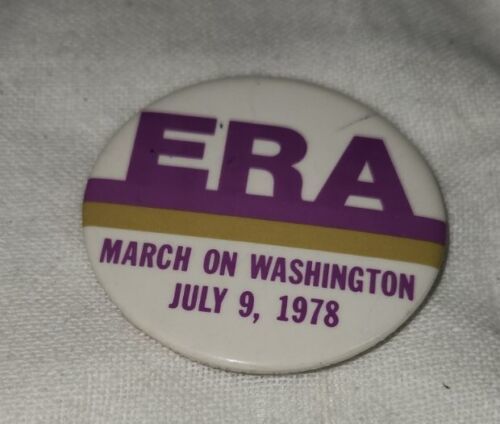 ERA
MARCH ON WASHINGTON
JULY 9, 1978